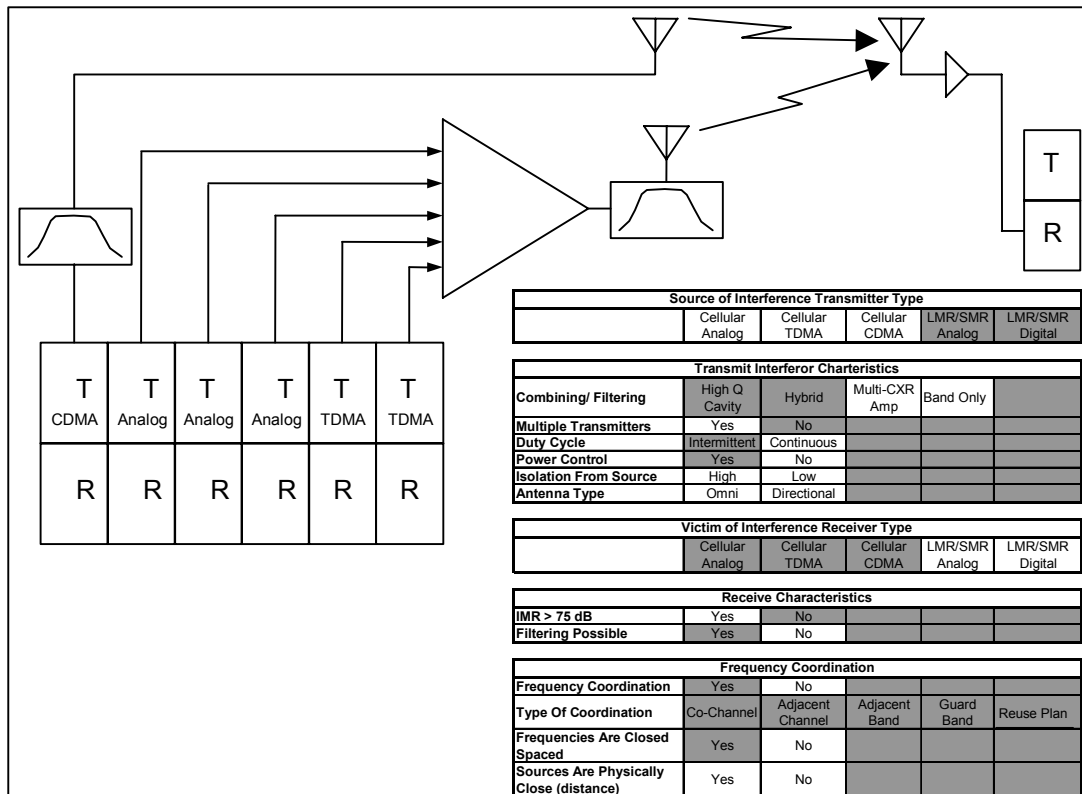 T
R
T T T T T T
CDMA Analog Analog Analog TDMA TDMA
R R R R R R
Source of Interference Transmitter Type
Cellular Analog Cellular TDMA Cellular CDMA LMR/SMR Analog LMR/SMR Digital
Transmit Interferor Charteristics
Combining/ Filtering High Q Cavity Hybrid Multi-CXR Amp Band Only
Multiple Transmitters Yes No
Duty Cycle Intermittent Continuous
Power Control Yes No
Isolation From Source High Low
Antenna Type Omni Directional
Victim of Interference Receiver Type
Cellular Analog Cellular TDMA Cellular CDMA LMR/SMR Analog LMR/SMR Digital
Receive Characteristics
IMR > 75 dB Yes No
Filtering Possible Yes No
Frequency Coordination
Frequency Coordination Yes No
Type Of Coordination Co-Channel Adjacent Channel Adjacent Band Guard Band Reuse Plan
Frequencies Are Closed Spaced Yes No
Sources Are Physically Close (distance) Yes No